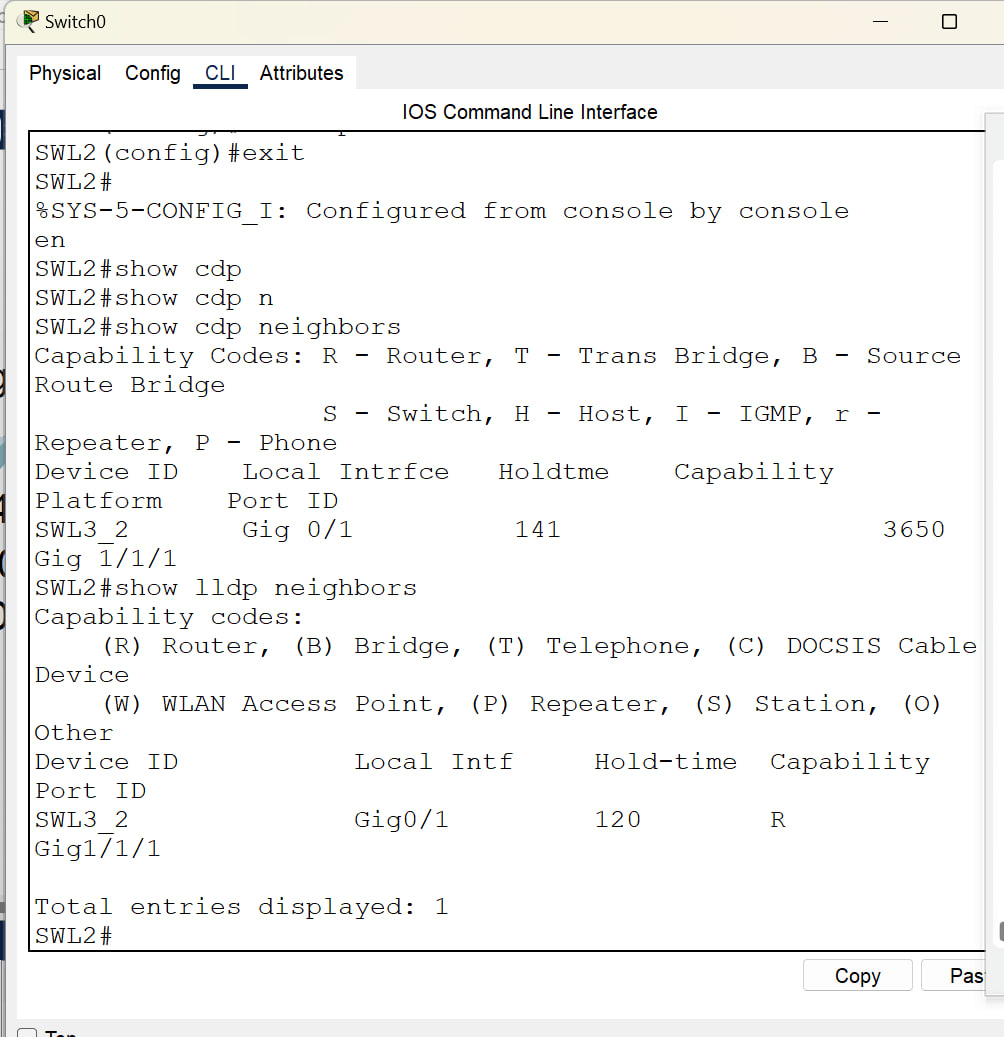 Switch0
Physical Config CLI Attributes
IOS Command Line Interface
SWL2(config)#exit
SWL2#
%SYS-5-CONFIG_I: Configured from console by console
en
SWL2#show cdp
SWL2#show cdp n
SWL2#show cdp neighbors
Capability Codes: R - Router, T - Trans Bridge, B - Source
Route Bridge
S - Switch, H - Host, I - IGMP, r -
Repeater, P - Phone
Device ID Local Intrfce Holdtme Capability
Platform Port ID
SWL3_2 Gig 0/1 141 3650
Gig 1/1/1
SWL2#show lldp neighbors
Capability codes:
(R) Router, (B) Bridge, (T) Telephone, (C) DOCSIS Cable
Device
(W) WLAN Access Point, (P) Repeater, (S) Station, (O)
Other
Device ID Local Intf Hold-time Capability
Port ID
SWL3_2 Gig0/1 120 R
Gig1/1/1
Total entries displayed: 1
SWL2#
Copy Pas
Top